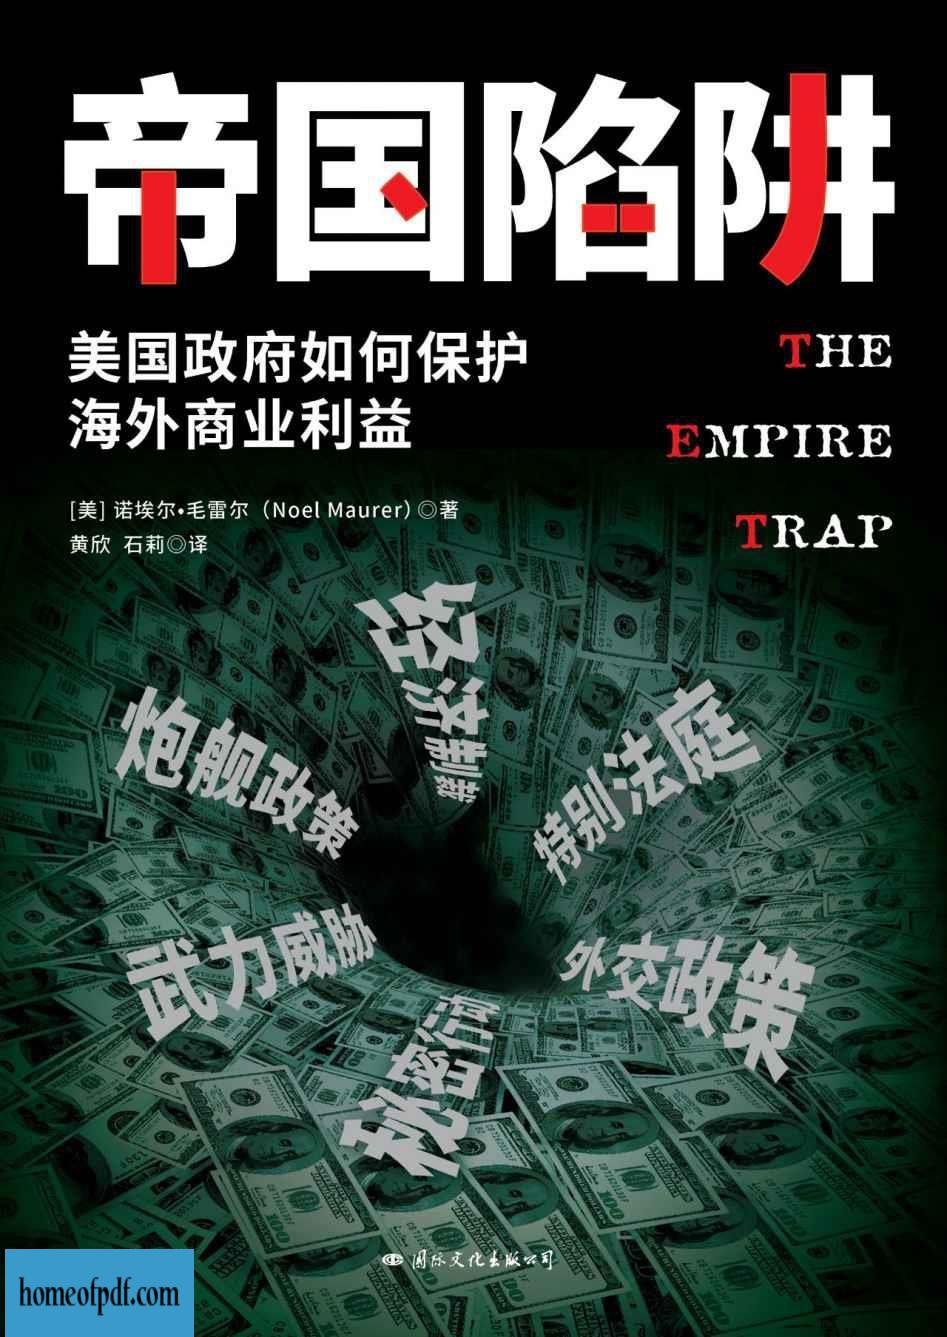 帝国陷阱
美国政府如何保护
海外商业利益
THE
EMPIRE
TRAP
[美] 诺埃尔·毛雷尔（Noel Maurer）◎著
黄欣 石莉◎译
经济制裁
炮舰政策
特别法庭
武力威胁
外交政策
秘密行动
国际文化出版公司
homeofpdf.com